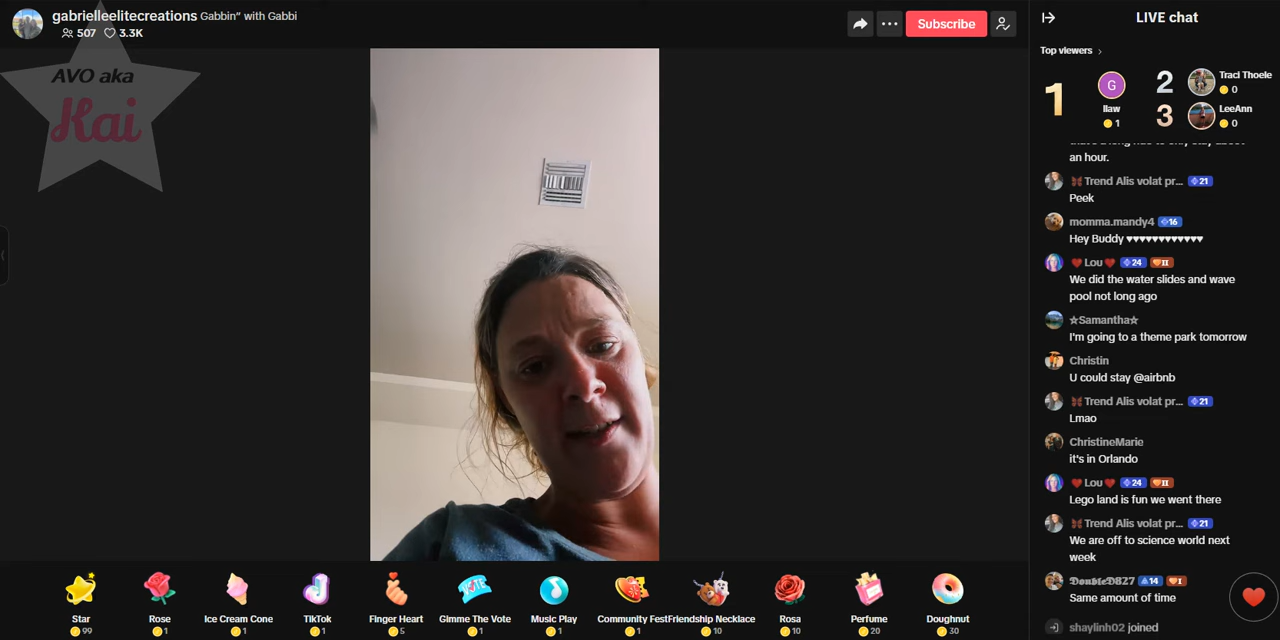 gabrielleelitecreations Gabbin" with Gabbi
507 3.3K
Subscribe
AVO aka
Kai
LIVE chat
Top viewers
1
G
llaw
1
2
Traci Thoele
0
3
LeeAnn
0
an hour.
Trend Alis volat pr... 21
Peek
momma.mandy4 16
Hey Buddy ♥♥♥♥♥♥♥♥♥♥♥♥
❤Lou❤ 24 II
We did the water slides and wave
pool not long ago
☆Samantha☆
I'm going to a theme park tomorrow
Christin
U could stay @airbnb
Trend Alis volat pr... 21
Lmao
ChristineMarie
it's in Orlando
❤Lou❤ 24 II
Lego land is fun we went there
Trend Alis volat pr... 21
We are off to science world next
week
𝕯𝖔𝖚𝖇𝖑𝖊𝕯827 14 I
Same amount of time
shaylinh02 joined
Star
99
Rose
1
Ice Cream Cone
1
TikTok
1
Finger Heart
5
VOTE
Gimme The Vote
1
Music Play
1
Community Fest
1
Friendship Necklace
10
Rosa
10
Perfume
20
Doughnut
30